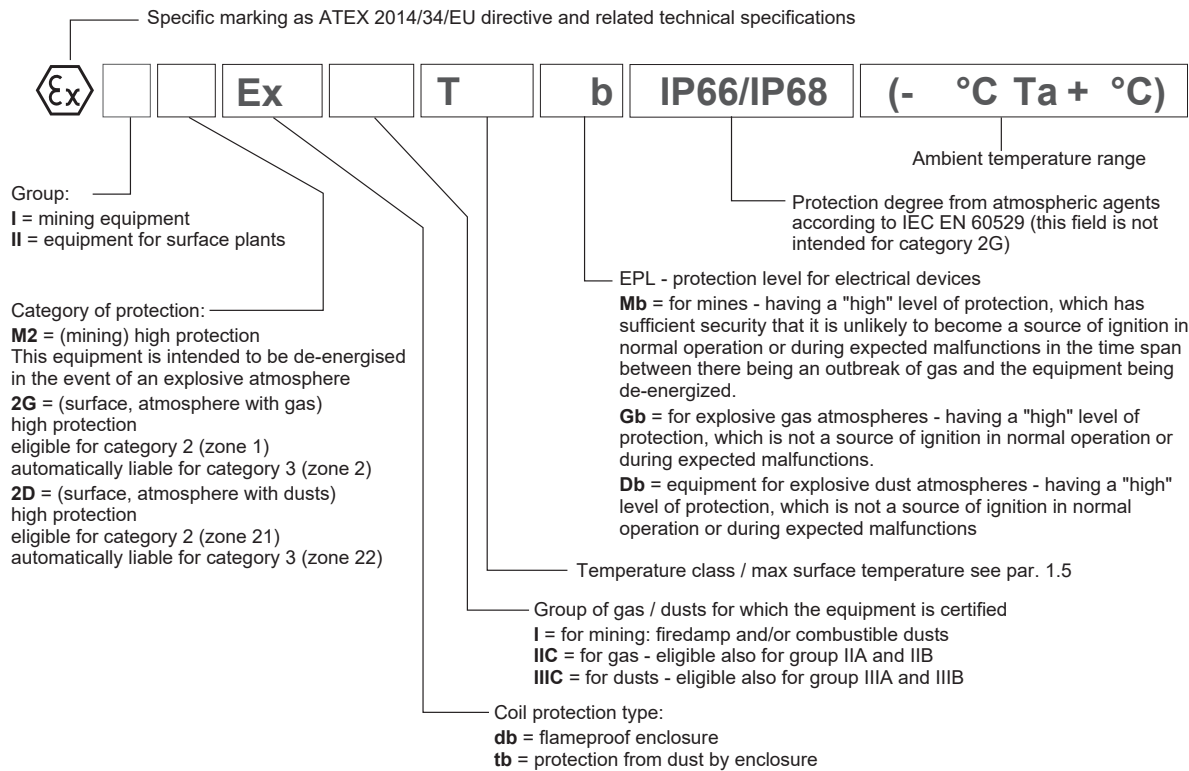 Specific marking as ATEX 2014/34/EU directive and related technical specifications
Ex Ex T b IP66/IP68 (- °C Ta + °C)
Ambient temperature range
Group:
I = mining equipment
II = equipment for surface plants
Protection degree from atmospheric agents
according to IEC EN 60529 (this field is not
intended for category 2G)
Category of protection:
M2 = (mining) high protection
This equipment is intended to be de-energised
in the event of an explosive atmosphere
2G = (surface, atmosphere with gas)
high protection
eligible for category 2 (zone 1)
automatically liable for category 3 (zone 2)
2D = (surface, atmosphere with dusts)
high protection
eligible for category 2 (zone 21)
automatically liable for category 3 (zone 22)
EPL - protection level for electrical devices
Mb = for mines - having a "high" level of protection, which has
sufficient security that it is unlikely to become a source of ignition in
normal operation or during expected malfunctions in the time span
between there being an outbreak of gas and the equipment being
de-energized.
Gb = for explosive gas atmospheres - having a "high" level of
protection, which is not a source of ignition in normal operation or
during expected malfunctions.
Db = equipment for explosive dust atmospheres - having a "high"
level of protection, which is not a source of ignition in normal
operation or during expected malfunctions
Temperature class / max surface temperature see par. 1.5
Group of gas / dusts for which the equipment is certified
I = for mining: firedamp and/or combustible dusts
IIC = for gas - eligible also for group IIA and IIB
IIIC = for dusts - eligible also for group IIIA and IIIB
Coil protection type:
db = flameproof enclosure
tb = protection from dust by enclosure